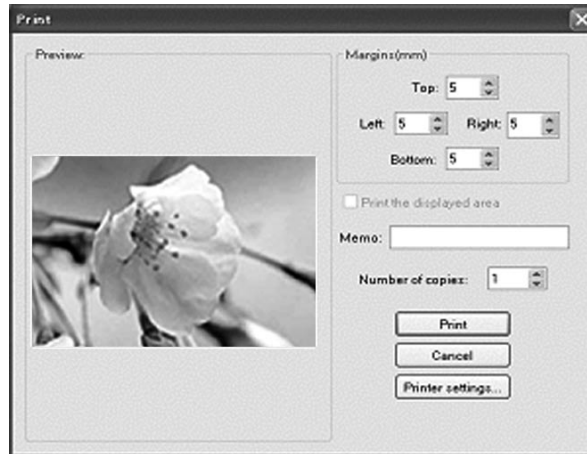 Print
Preview:
Margins(mm)
Top: 5
Left: 5 Right: 5
Bottom: 5
Print the displayed area
Memo:
Number of copies: 1
Print
Cancel
Printer settings...